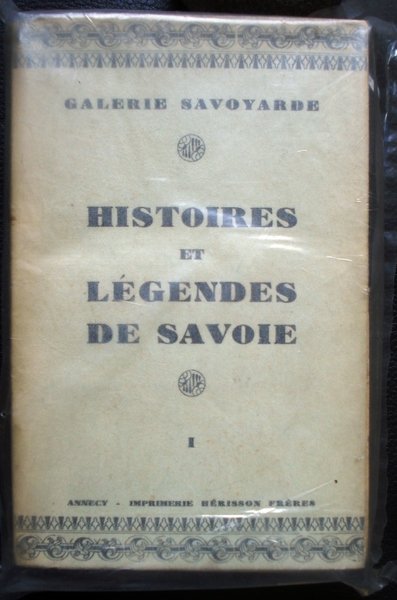 GALERIE SAVOYARDE
HISTOIRES
ET
LÉGENDES
DE SAVOIE
I
ANNECY - IMPRIMERIE HÉRISSON FRÈRES